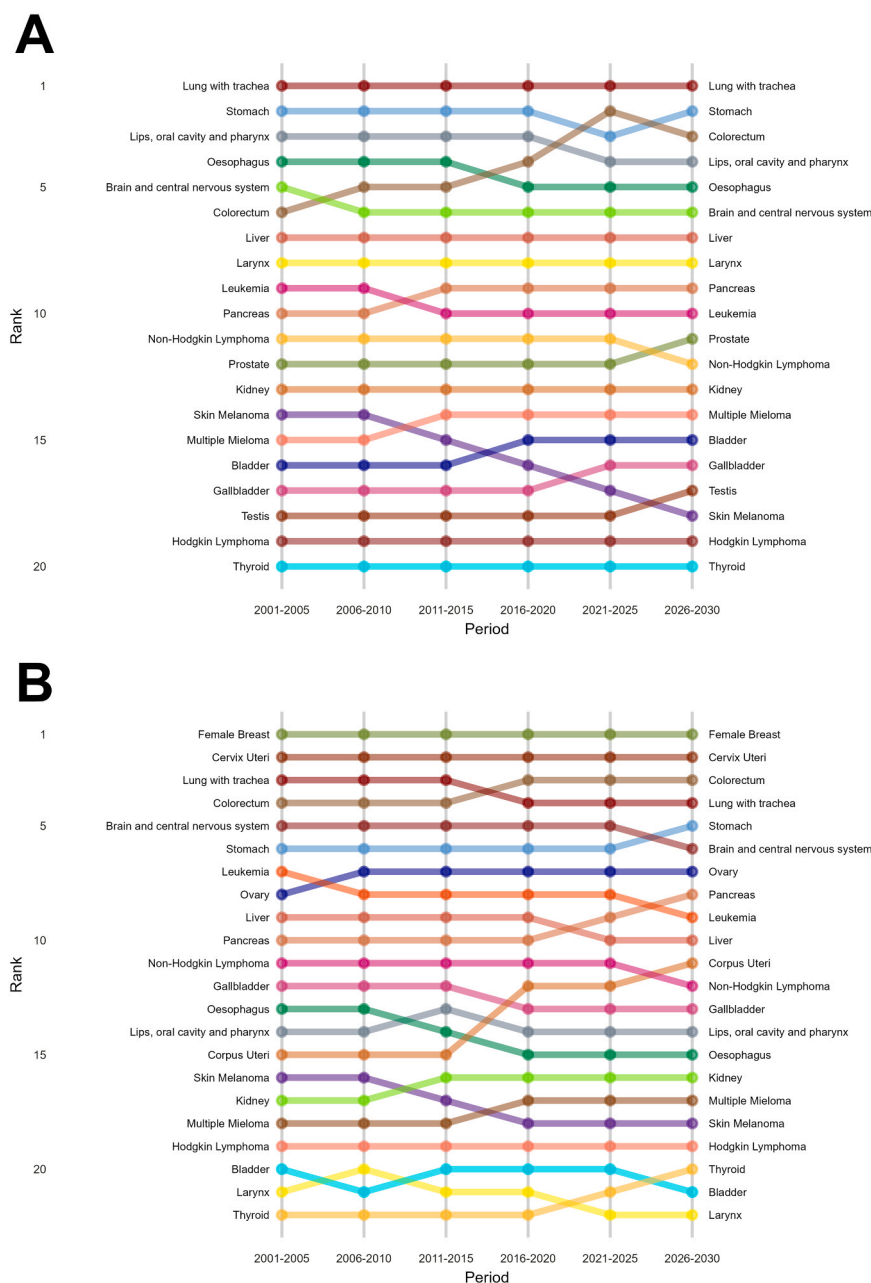 A
1 Lung with trachea Lung with trachea
Stomach Stomach
Lips, oral cavity and pharynx Colorectum
Oesophagus Lips, oral cavity and pharynx
5 Brain and central nervous system Oesophagus
Colorectum Brain and central nervous system
Liver Liver
Larynx Larynx
Leukemia Pancreas
10 Pancreas Leukemia
Rank
Non-Hodgkin Lymphoma Prostate
Prostate Non-Hodgkin Lymphoma
Kidney Kidney
Skin Melanoma Multiple Mieloma
15 Multiple Mieloma Bladder
Bladder Gallbladder
Gallbladder Testis
Testis Skin Melanoma
Hodgkin Lymphoma Hodgkin Lymphoma
20 Thyroid Thyroid
2001-2005 2006-2010 2011-2015 2016-2020 2021-2025 2026-2030
Period
B
1 Female Breast Female Breast
Cervix Uteri Cervix Uteri
Lung with trachea Colorectum
Colorectum Lung with trachea
5 Brain and central nervous system Stomach
Stomach Brain and central nervous system
Leukemia Ovary
Ovary Pancreas
Liver Leukemia
10 Pancreas Liver
Rank
Non-Hodgkin Lymphoma Corpus Uteri
Gallbladder Non-Hodgkin Lymphoma
Oesophagus Gallbladder
Lips, oral cavity and pharynx Lips, oral cavity and pharynx
15 Corpus Uteri Oesophagus
Skin Melanoma Kidney
Kidney Multiple Mieloma
Multiple Mieloma Skin Melanoma
Hodgkin Lymphoma Hodgkin Lymphoma
20 Bladder Thyroid
Larynx Bladder
Thyroid Larynx
2001-2005 2006-2010 2011-2015 2016-2020 2021-2025 2026-2030
Period